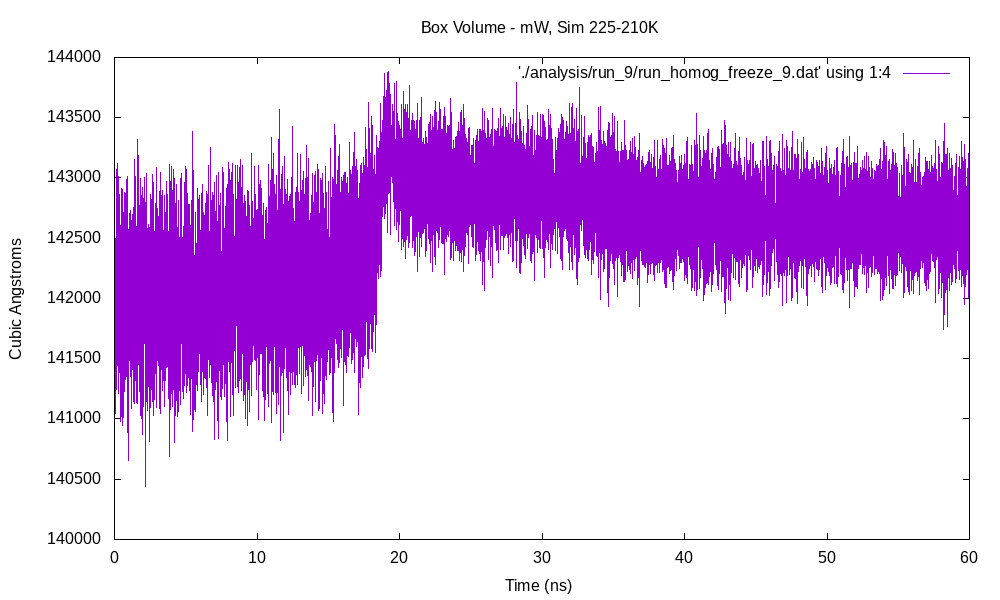 Box Volume - mW, Sim 225-210K
'./analysis/run_9/run_homog_freeze_9.dat' using 1:4
144000
143500
143000
142500
142000
141500
141000
140500
140000
Cubic Angstroms
0 10 20 30 40 50 60
Time (ns)